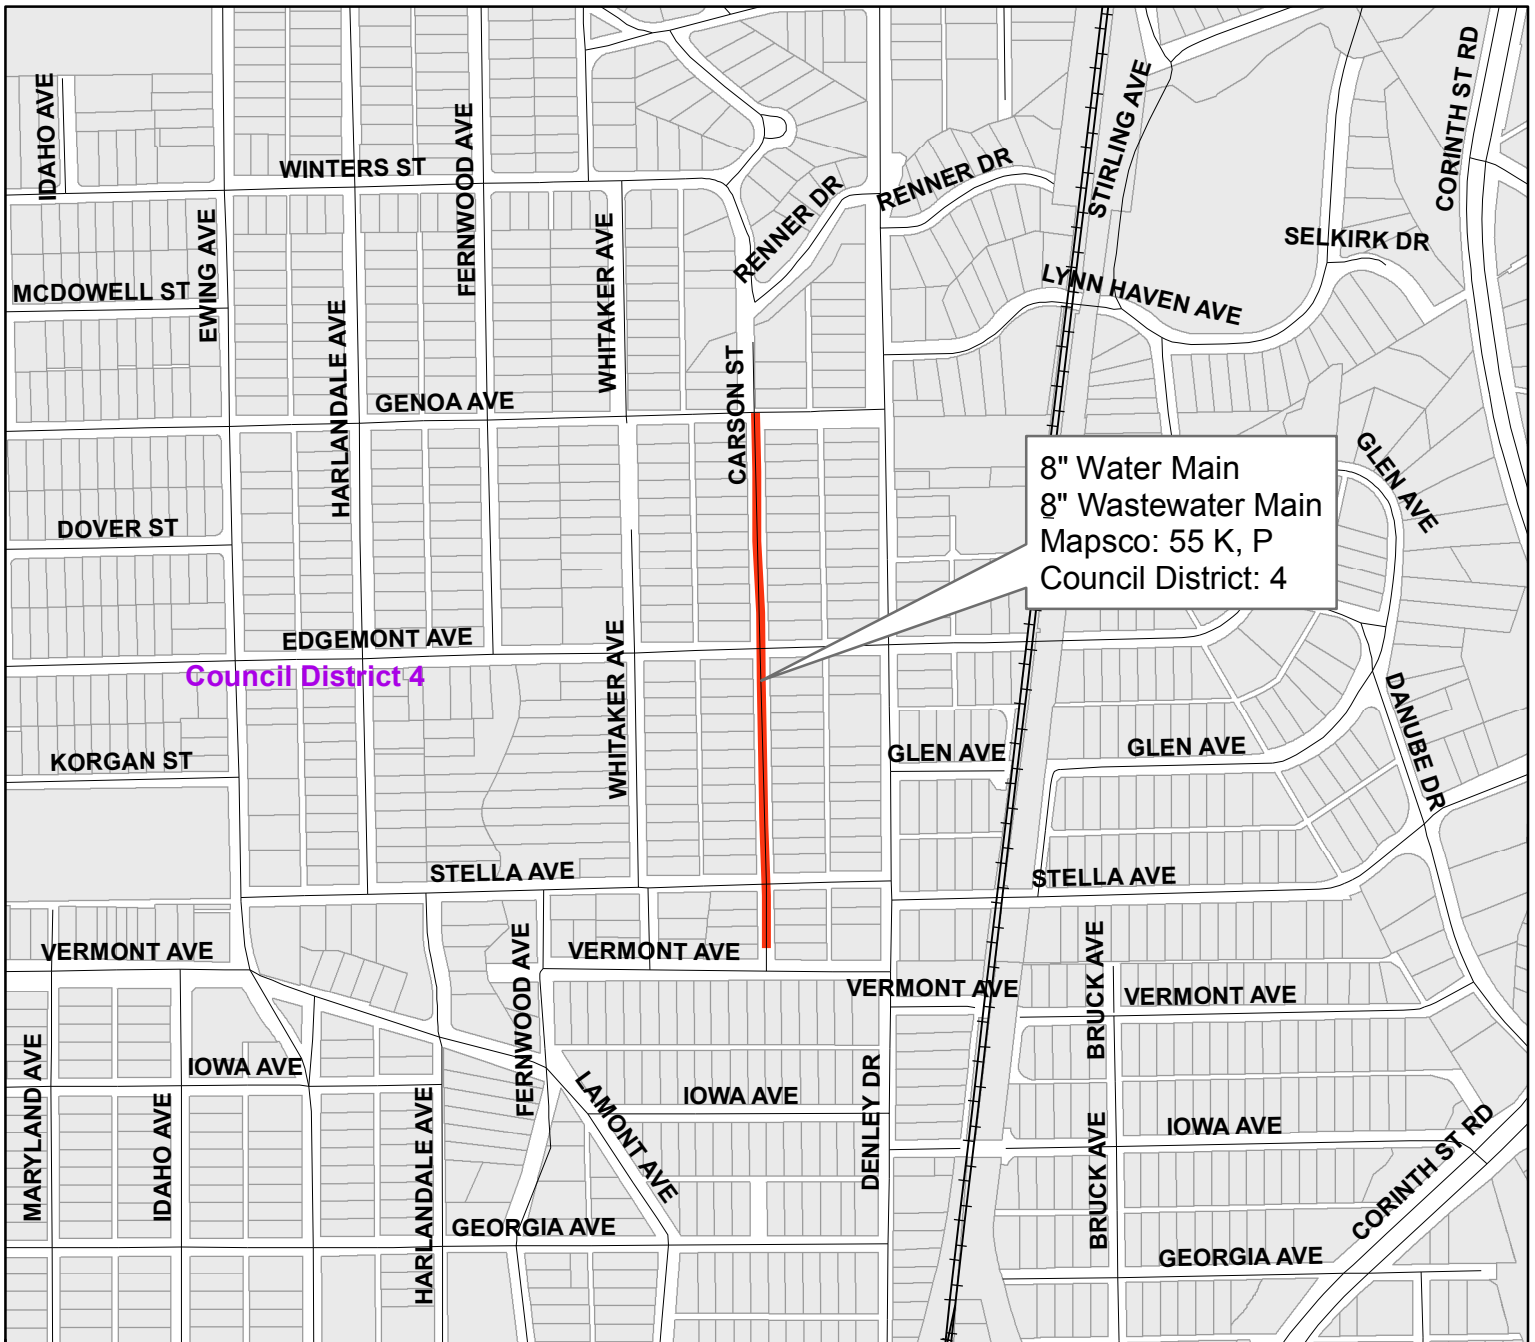 IDAHO AVE
WINTERS ST
FERNWOOD AVE
STIRLING AVE
CORINTH ST RD
RENNER DR
RENNER DR
EWING AVE
WHITAKER AVE
SELKIRK DR
MCDOWELL ST
LYNN HAVEN AVE
HARLANDALE AVE
CARSON ST
GENOA AVE
GLEN AVE
8" Water Main
8" Wastewater Main
Mapsco: 55 K, P
Council District: 4
DOVER ST
EDGEMONT AVE
Council District 4
WHITAKER AVE
DANUBE DR
KORGAN ST
GLEN AVE
GLEN AVE
STELLA AVE
STELLA AVE
VERMONT AVE
FERNWOOD AVE
VERMONT AVE
VERMONT AVE
BRUCK AVE
VERMONT AVE
MARYLAND AVE
IOWA AVE
IDAHO AVE
HARLANDALE AVE
LAMONT AVE
IOWA AVE
DENLEY DR
BRUCK AVE
IOWA AVE
CORINTH ST RD
GEORGIA AVE
GEORGIA AVE